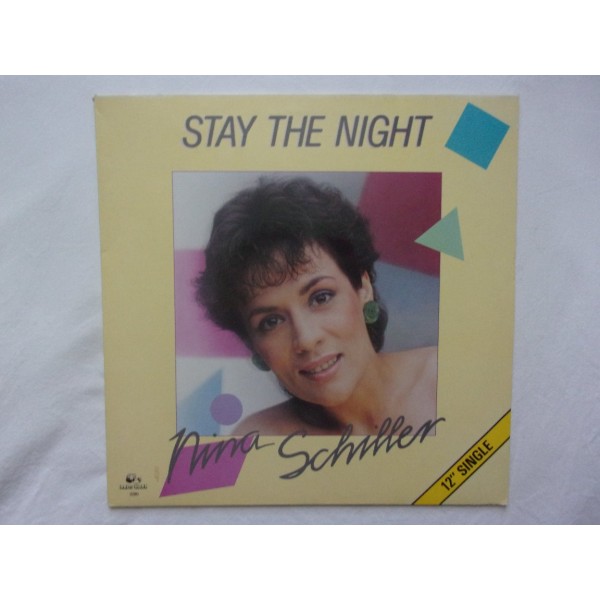 STAY THE NIGHT
Nina Schiller
12" SINGLE